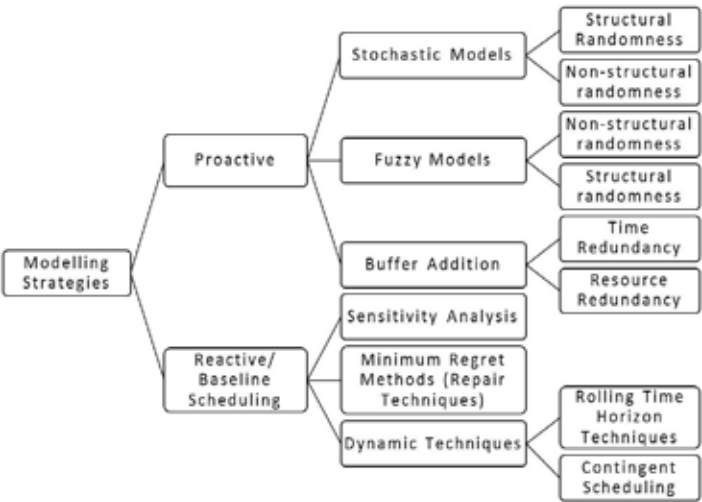 Modelling
Strategies
Proactive
Stochastic Models
Structural
Randomness
Non-structural
randomness
Fuzzy Models
Non-structural
randomness
Structural
randomness
Buffer Addition
Time
Redundancy
Resource
Redundancy
Reactive/
Baseline
Scheduling
Sensitivity Analysis
Minimum Regret
Methods (Repair
Techniques)
Dynamic Techniques
Rolling Time
Horizon
Techniques
Contingent
Scheduling